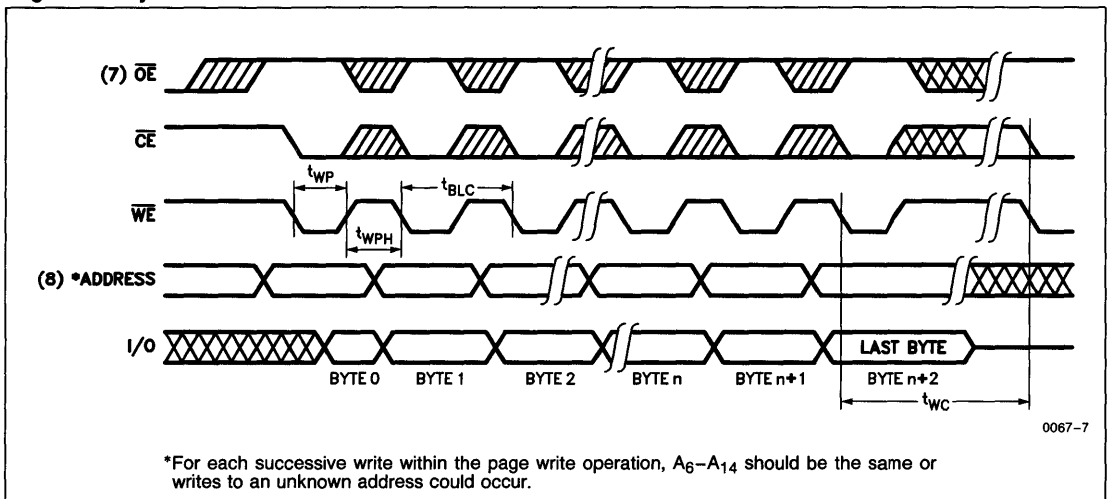 (7) OE
CE
tWP
tBLC
WE
tWPH
(8) *ADDRESS
I/O
LAST BYTE
BYTE 0 BYTE 1 BYTE 2 BYTE n BYTE n+1 BYTE n+2
tWC
0067–7
*For each successive write within the page write operation, A6–A14 should be the same or
writes to an unknown address could occur.